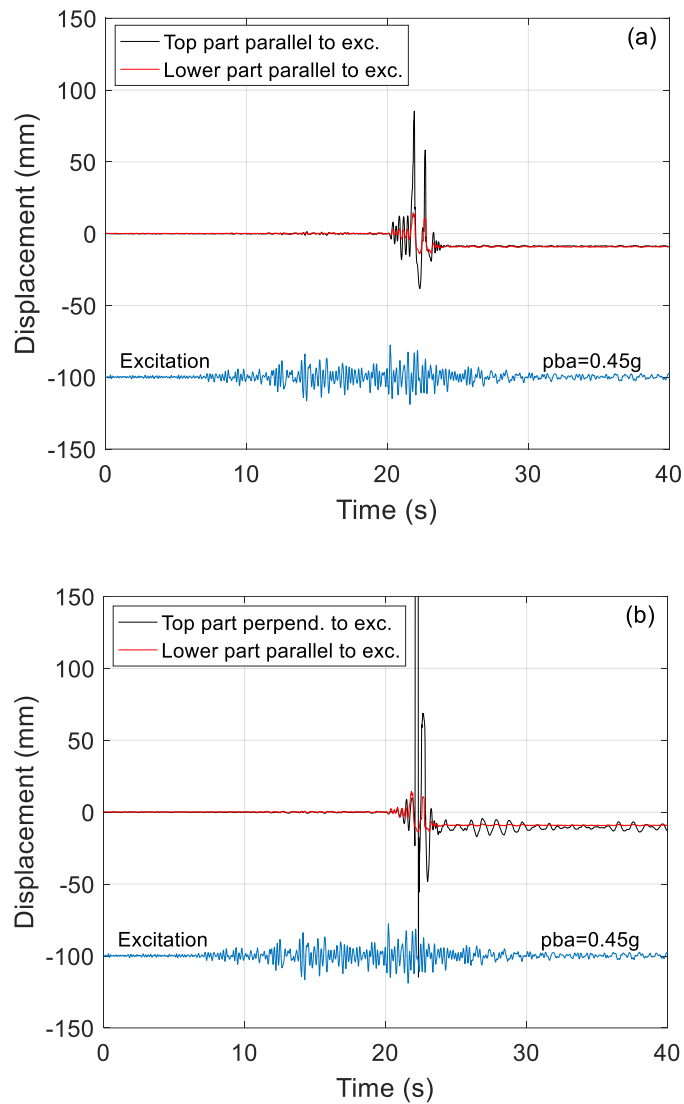 150
100
50
0
-50
-100
-150
Displacement (mm)
(a)
Top part parallel to exc.
Lower part parallel to exc.
Excitation
pba=0.45g
0
10
20
30
40
Time (s)
150
100
50
0
-50
-100
-150
Displacement (mm)
(b)
Top part perpend. to exc.
Lower part parallel to exc.
Excitation
pba=0.45g
0
10
20
30
40
Time (s)